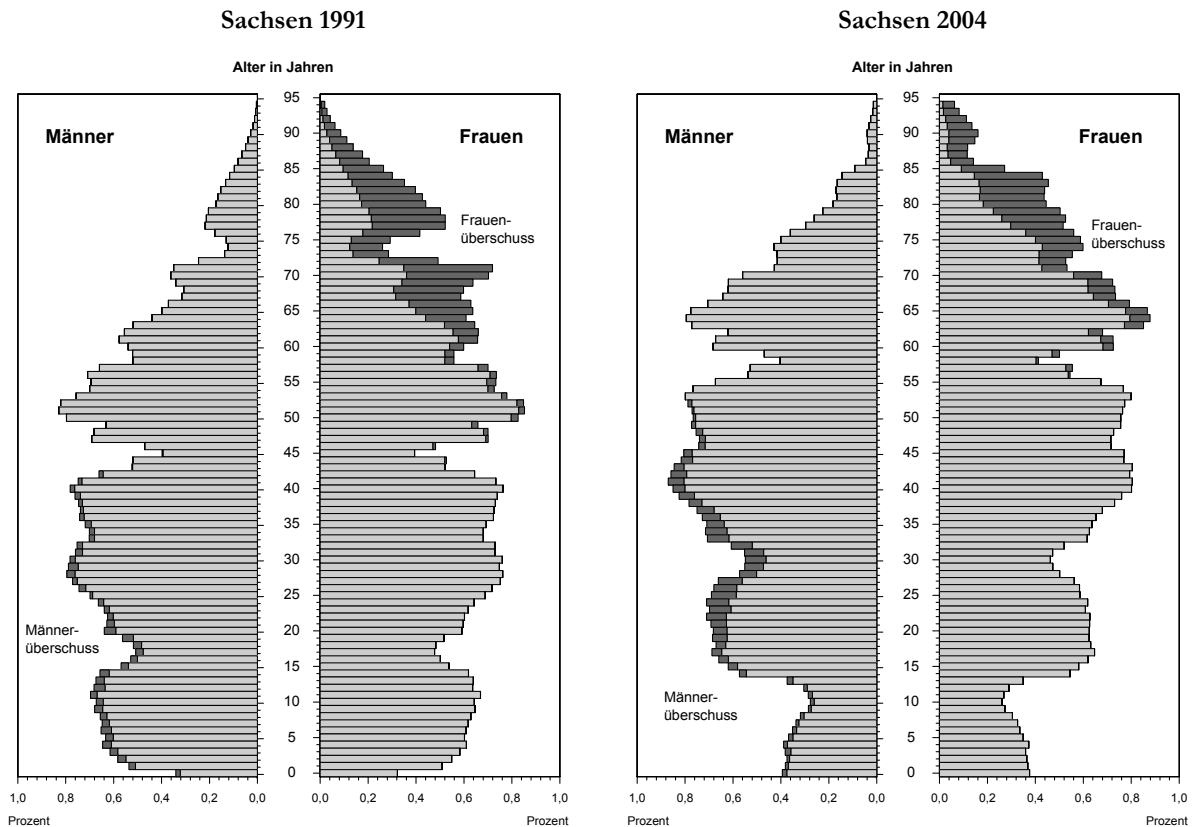 Sachsen 1991
Sachsen 2004
Alter in Jahren
Männer
Frauen
Frauen-
überschuss
Männer-
überschuss
95
90
85
80
75
70
65
60
55
50
45
40
35
30
25
20
15
10
5
0
1,0 0,8 0,6 0,4 0,2 0,0
0,0 0,2 0,4 0,6 0,8 1,0
Prozent
Prozent
Alter in Jahren
Männer
Frauen
Frauen-
überschuss
Männer-
überschuss
95
90
85
80
75
70
65
60
55
50
45
40
35
30
25
20
15
10
5
0
1,0 0,8 0,6 0,4 0,2 0,0
0,0 0,2 0,4 0,6 0,8 1,0
Prozent
Prozent